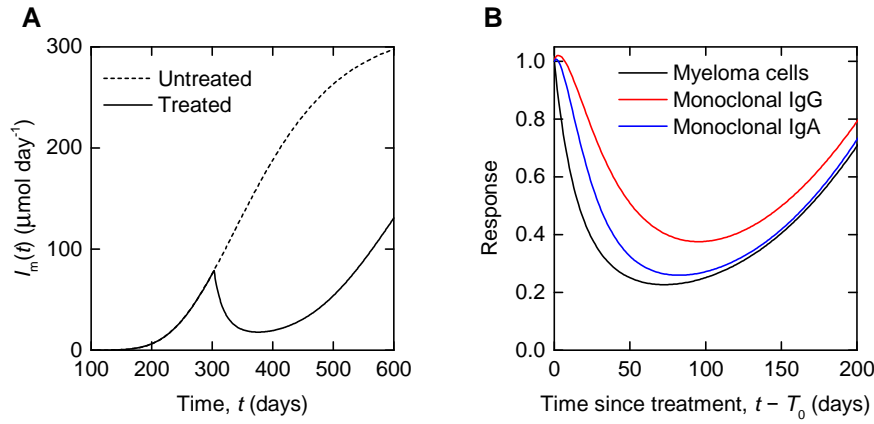 A
300
200
100
0
I_m(t) (μmol day⁻¹)
Untreated
Treated
100 200 300 400 500 600
Time, t (days)
B
1.0
0.8
0.6
0.4
0.2
0.0
Response
Myeloma cells
Monoclonal IgG
Monoclonal IgA
0 50 100 150 200
Time since treatment, t − T₀ (days)